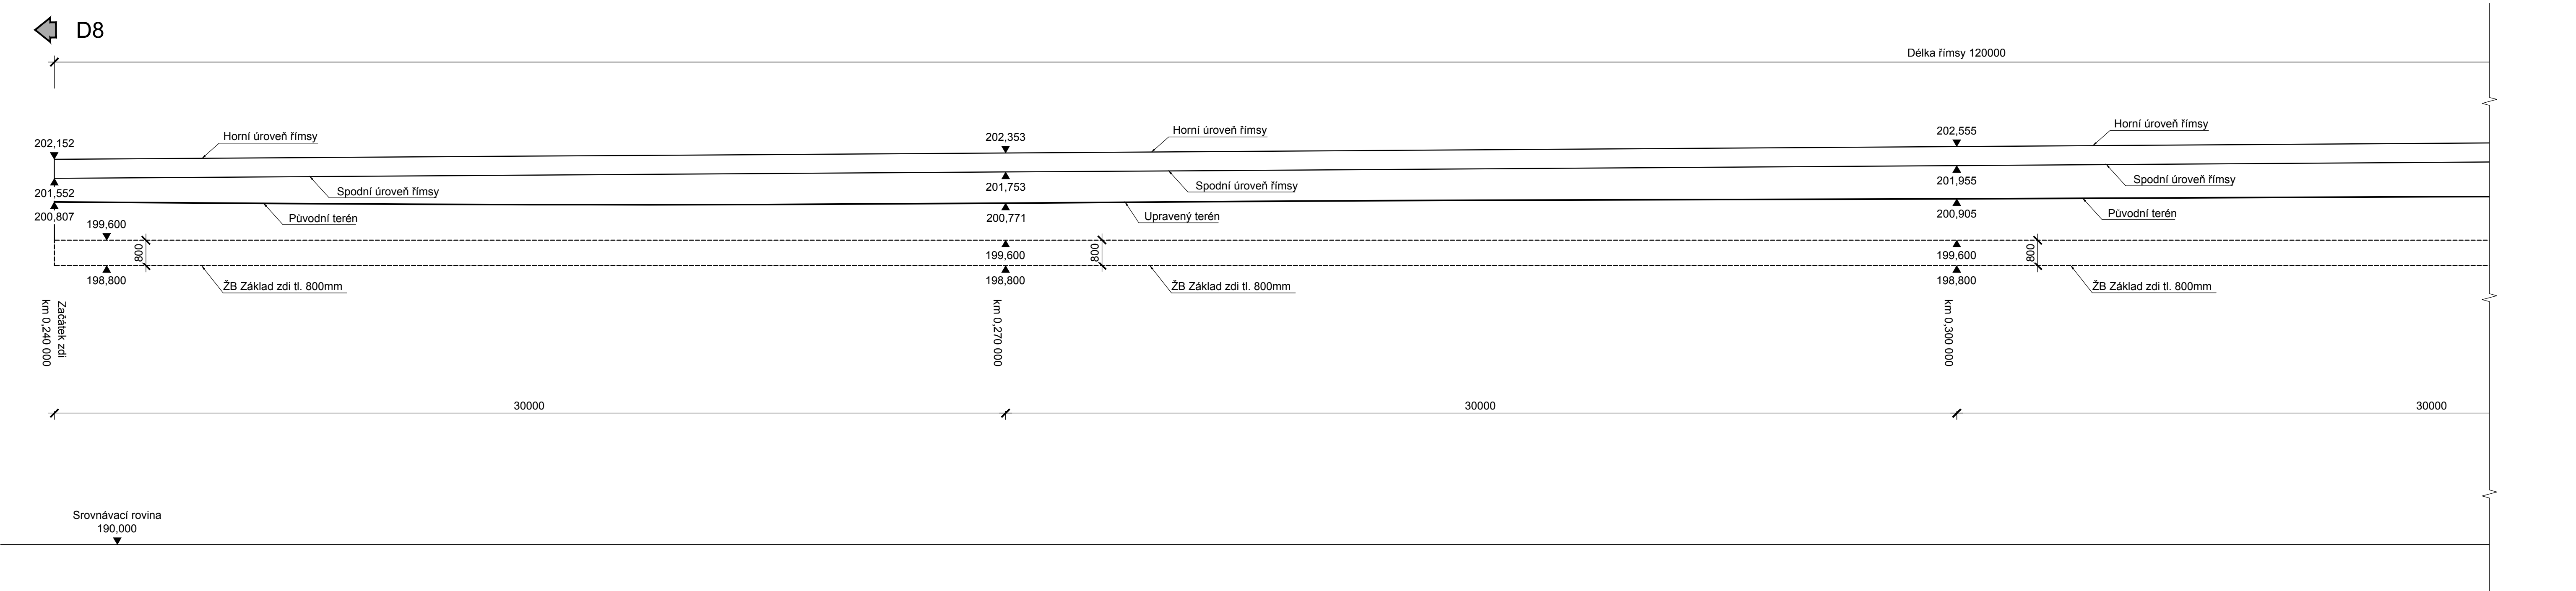 D8
Délka římsy 120000
202,152
Horní úroveň římsy
202,353
Horní úroveň římsy
202,555
Horní úroveň římsy
201,552
Spodní úroveň římsy
201,753
Spodní úroveň římsy
201,955
Spodní úroveň římsy
200,807
Původní terén
200,771
Upravený terén
200,905
Původní terén
199,600
800
199,600
800
199,600
800
198,800
ŽB Základ zdi tl. 800mm
198,800
ŽB Základ zdi tl. 800mm
198,800
ŽB Základ zdi tl. 800mm
Začátek zdi
km 0,240 000
km 0,270 000
km 0,300 000
30000
30000
30000
Srovnávací rovina
190,000